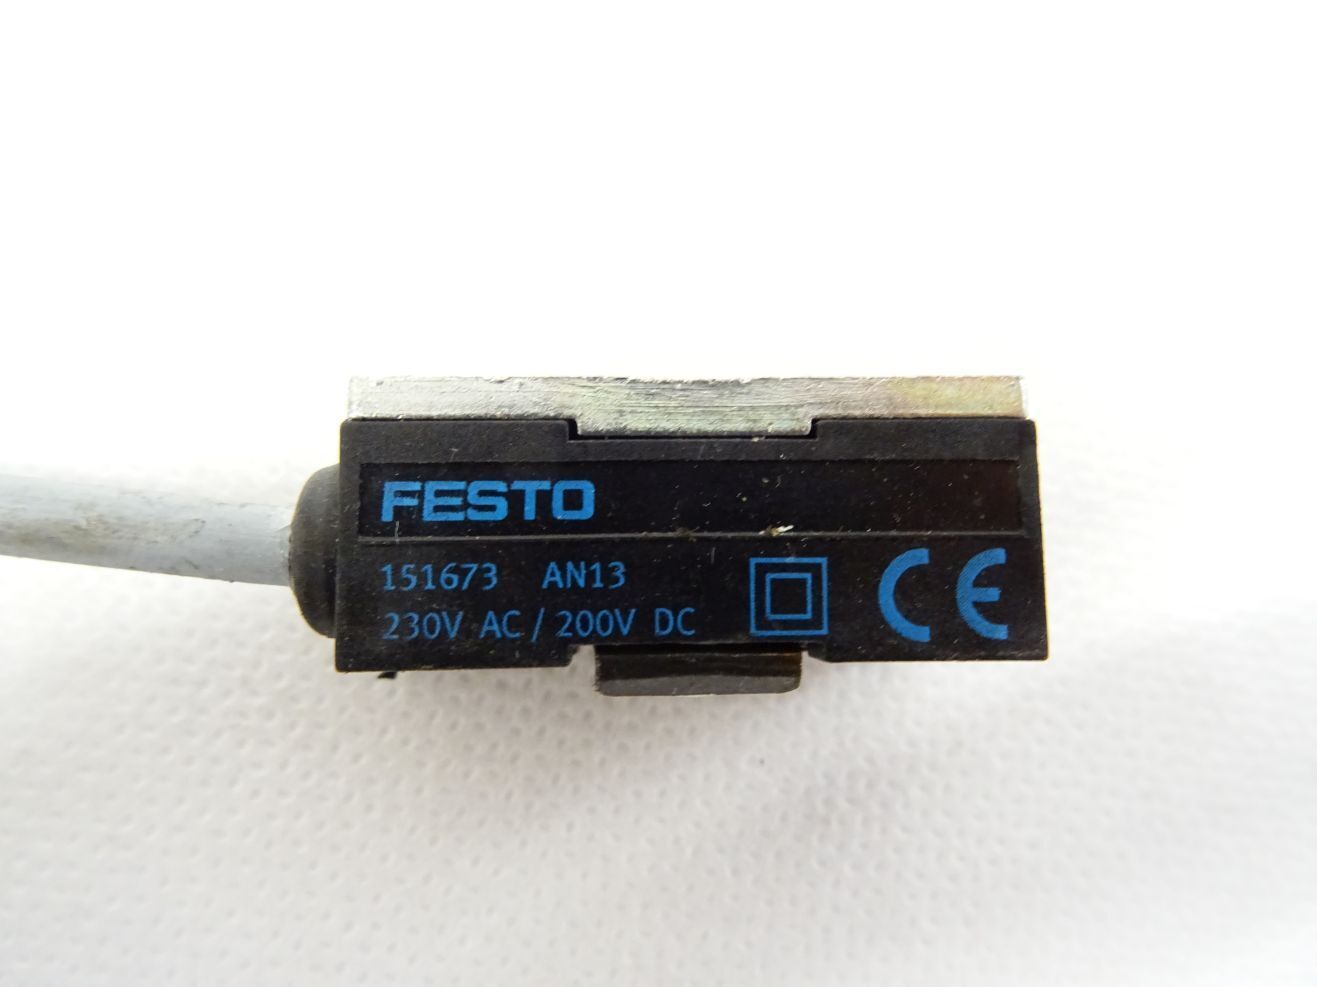 FESTO
151673 AN13
230V AC / 200V DC
CE